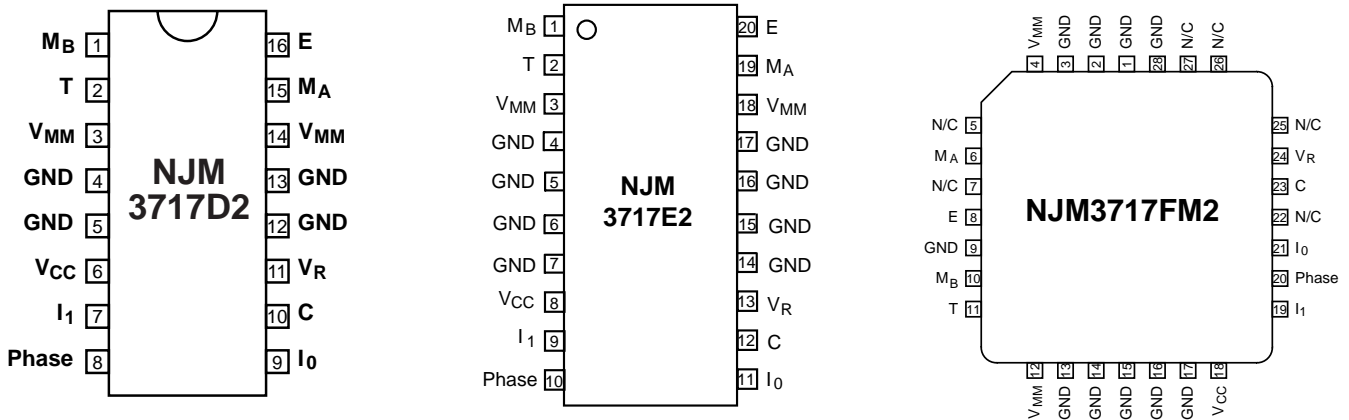 MB 1 16 E
T 2 15 MA
VMM 3 14 VMM
GND 4 13 GND
GND 5 12 GND
VCC 6 11 VR
I1 7 10 C
Phase 8 9 I0
NJM
3717D2
MB 1 20 E
T 2 19 MA
VMM 3 18 VMM
GND 4 17 GND
GND 5 16 GND
GND 6 15 GND
GND 7 14 GND
VCC 8 13 VR
I1 9 12 C
Phase 10 11 I0
NJM
3717E2
VMM GND GND GND GND N/C N/C
4 3 2 1 28 27 26
N/C 5 25 N/C
MA 6 24 VR
N/C 7 23 C
E 8 22 N/C
GND 9 21 I0
MB 10 20 Phase
T 11 19 I1
NJM3717FM2
12 13 14 15 16 17 18
VMM GND GND GND GND GND VCC